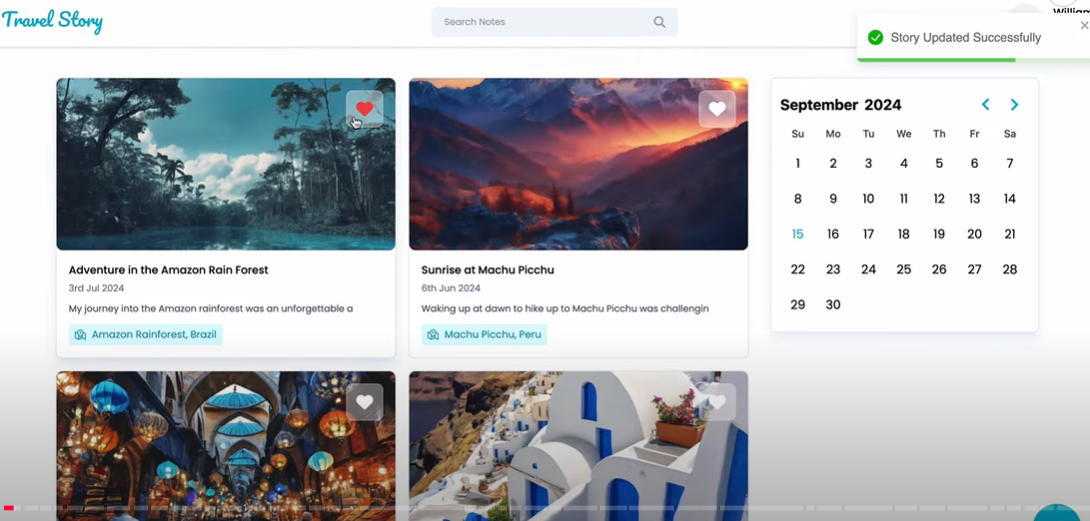 Travel Story
Search Notes
William
Story Updated Successfully
Adventure in the Amazon Rain Forest
3rd Jul 2024
My journey into the Amazon rainforest was an unforgettable a
Amazon Rainforest, Brazil
Sunrise at Machu Picchu
6th Jun 2024
Waking up at dawn to hike up to Machu Picchu was challengin
Machu Picchu, Peru
September 2024
Su Mo Tu We Th Fr Sa
1 2 3 4 5 6 7
8 9 10 11 12 13 14
15 16 17 18 19 20 21
22 23 24 25 26 27 28
29 30